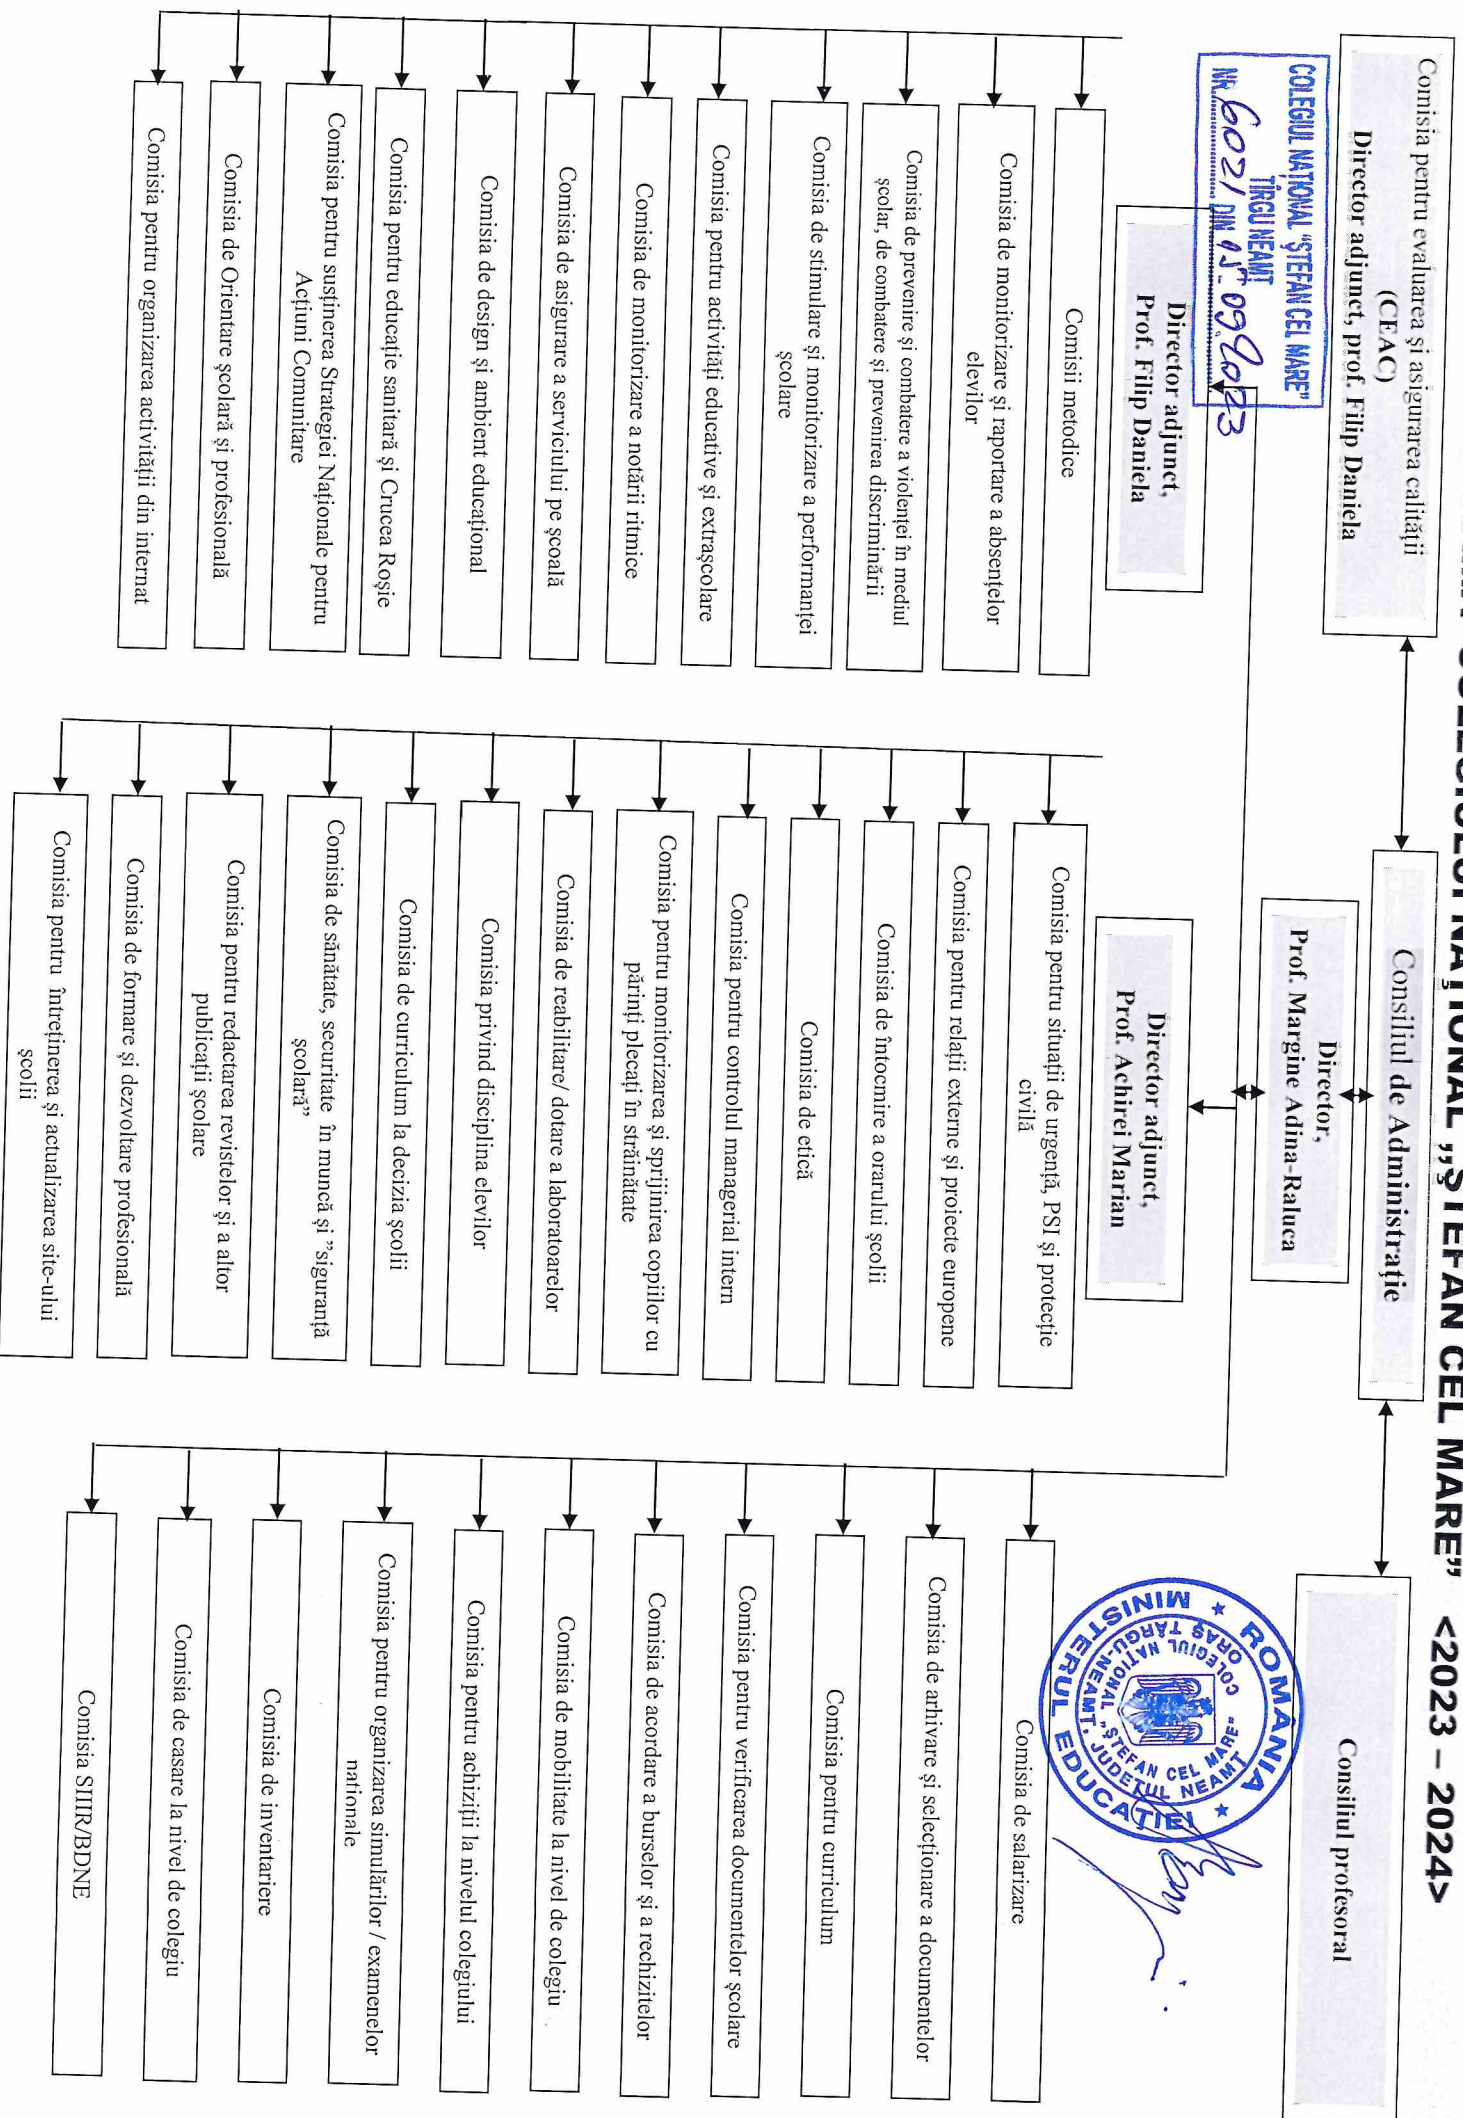 COLEGIULUI NAȚIONAL „ȘTEFAN CEL MARE” <2023 – 2024>
Comisia pentru evaluarea și asigurarea calității
(CEAC)
Director adjunct, prof. Filip Daniela
Consiliul de Administrație
Consiliul profesoral
COLEGIUL NAȚIONAL "ȘTEFAN CEL MARE"
TÎRGU NEAMȚ
NR. 6021 DIN 15.09.2023
Director,
Prof. Margine Adina-Raluca
Director adjunct,
Prof. Filip Daniela
Director adjunct,
Prof. Achirei Marian
ROMÂNIA
MINISTERUL EDUCAȚIEI
COLEGIUL NAȚIONAL „ȘTEFAN CEL MARE”
ORAȘ TÂRGU-NEAMȚ, JUDEȚUL NEAMȚ
Comisii metodice
Comisia de monitorizare și raportare a absențelor
elevilor
Comisia de prevenire și combatere a violenței în mediul
școlar, de combatere și prevenirea discriminării
Comisia de stimulare și monitorizare a performanței
școlare
Comisia pentru activități educative și extrașcolare
Comisia de monitorizare a notării ritmice
Comisia de asigurare a serviciului pe școală
Comisia de design și ambient educațional
Comisia pentru educație sanitară și Crucea Roșie
Comisia pentru susținerea Strategiei Naționale pentru
Acțiuni Comunitare
Comisia de Orientare școlară și profesională
Comisia pentru organizarea activității din internat
Comisia pentru situații de urgență, PSI și protecție
civilă
Comisia pentru relații externe și proiecte europene
Comisia de întocmire a orarului școlii
Comisia de etică
Comisia pentru controlul managerial intern
Comisia pentru monitorizarea și sprijinirea copiilor cu
părinți plecați în străinătate
Comisia de reabilitare/ dotare a laboratoarelor
Comisia privind disciplina elevilor
Comisia de curriculum la decizia școlii
Comisia de sănătate, securitate în muncă și ”siguranță
școlară”
Comisia pentru redactarea revistelor și a altor
publicații școlare
Comisia de formare și dezvoltare profesională
Comisia pentru întreținerea și actualizarea site-ului
școlii
Comisia de salarizare
Comisia de arhivare și selecționare a documentelor
Comisia pentru curriculum
Comisia pentru verificarea documentelor școlare
Comisia de acordare a burselor și a rechizitelor
Comisia de mobilitate la nivel de colegiu
Comisia pentru achiziții la nivelul colegiului
Comisia pentru organizarea simulărilor / examenelor
nationale
Comisia de inventariere
Comisia de casare la nivel de colegiu
Comisia SIIIR/BDNE